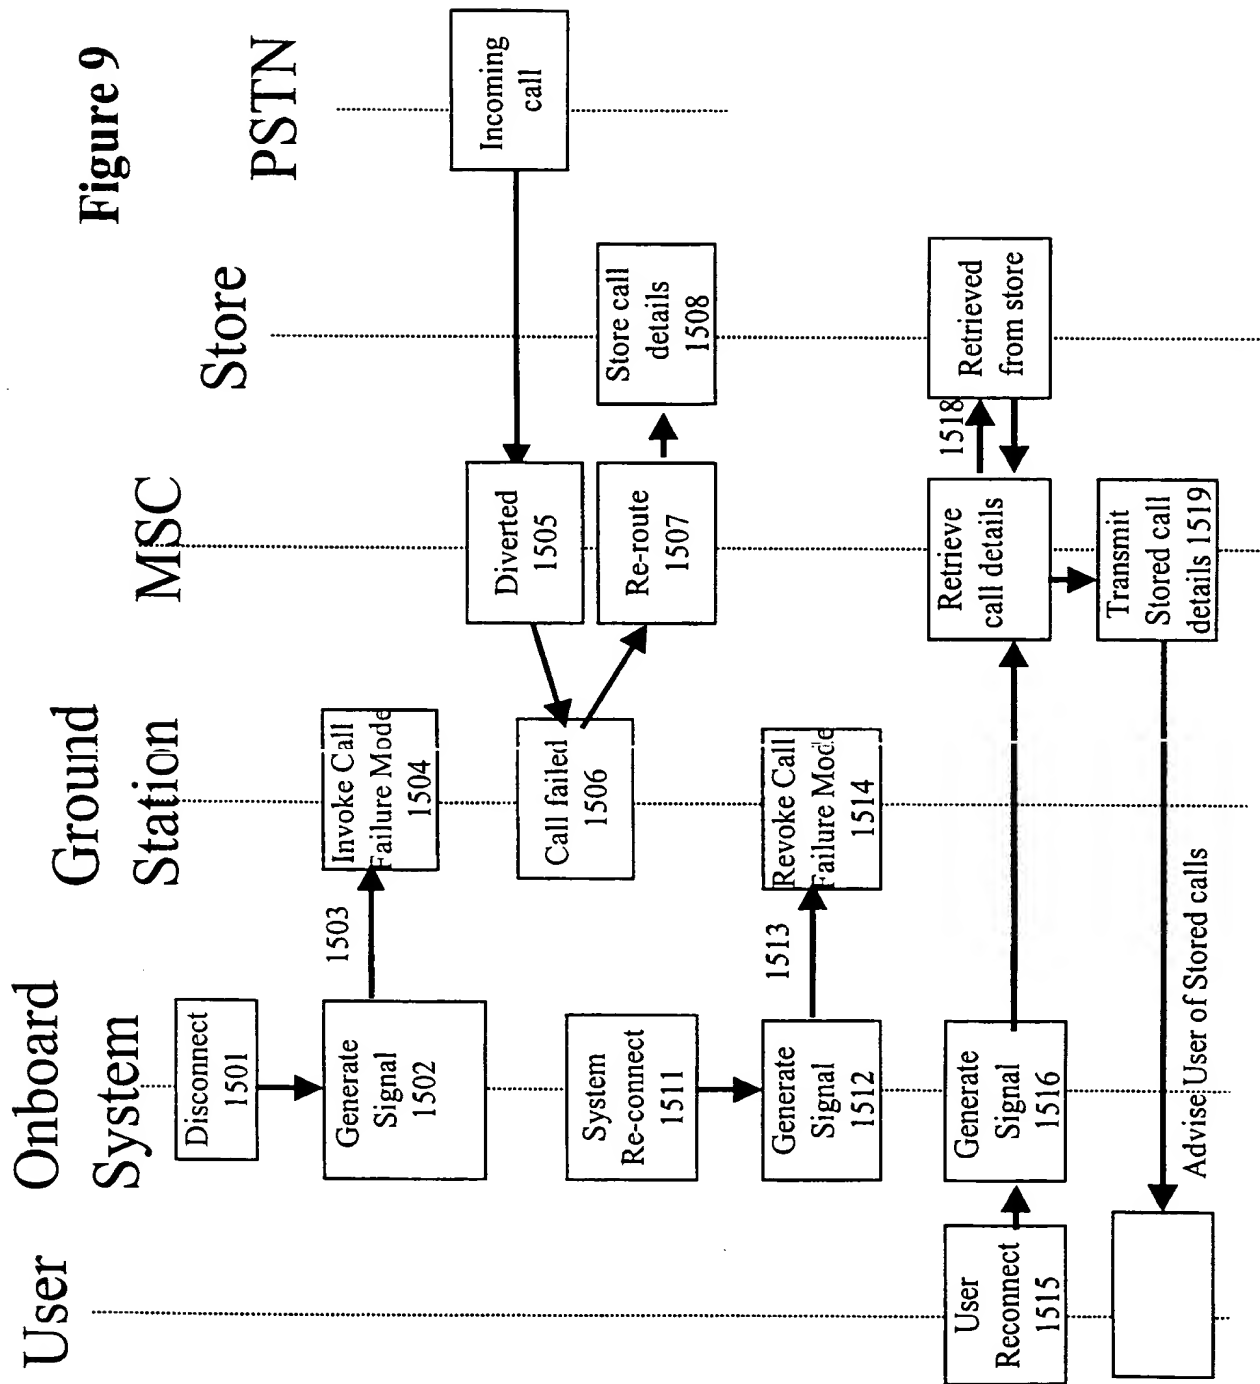 Figure 9
User
Onboard
System
Ground
Station
MSC
Store
PSTN
Disconnect
1501
Generate
Signal
1502
1503
Invoke Call
Failure Mode
1504
Incoming
call
Diverted
1505
Call failed
1506
Re-route
1507
Store call
details
1508
System
Re-connect
1511
Generate
Signal
1512
1513
Revoke Call
Failure Mode
1514
User
Reconnect
1515
Generate
Signal
1516
Retrieve
call details
1518
Retrieved
from store
Transmit
Stored call
details 1519
Advise User of Stored calls